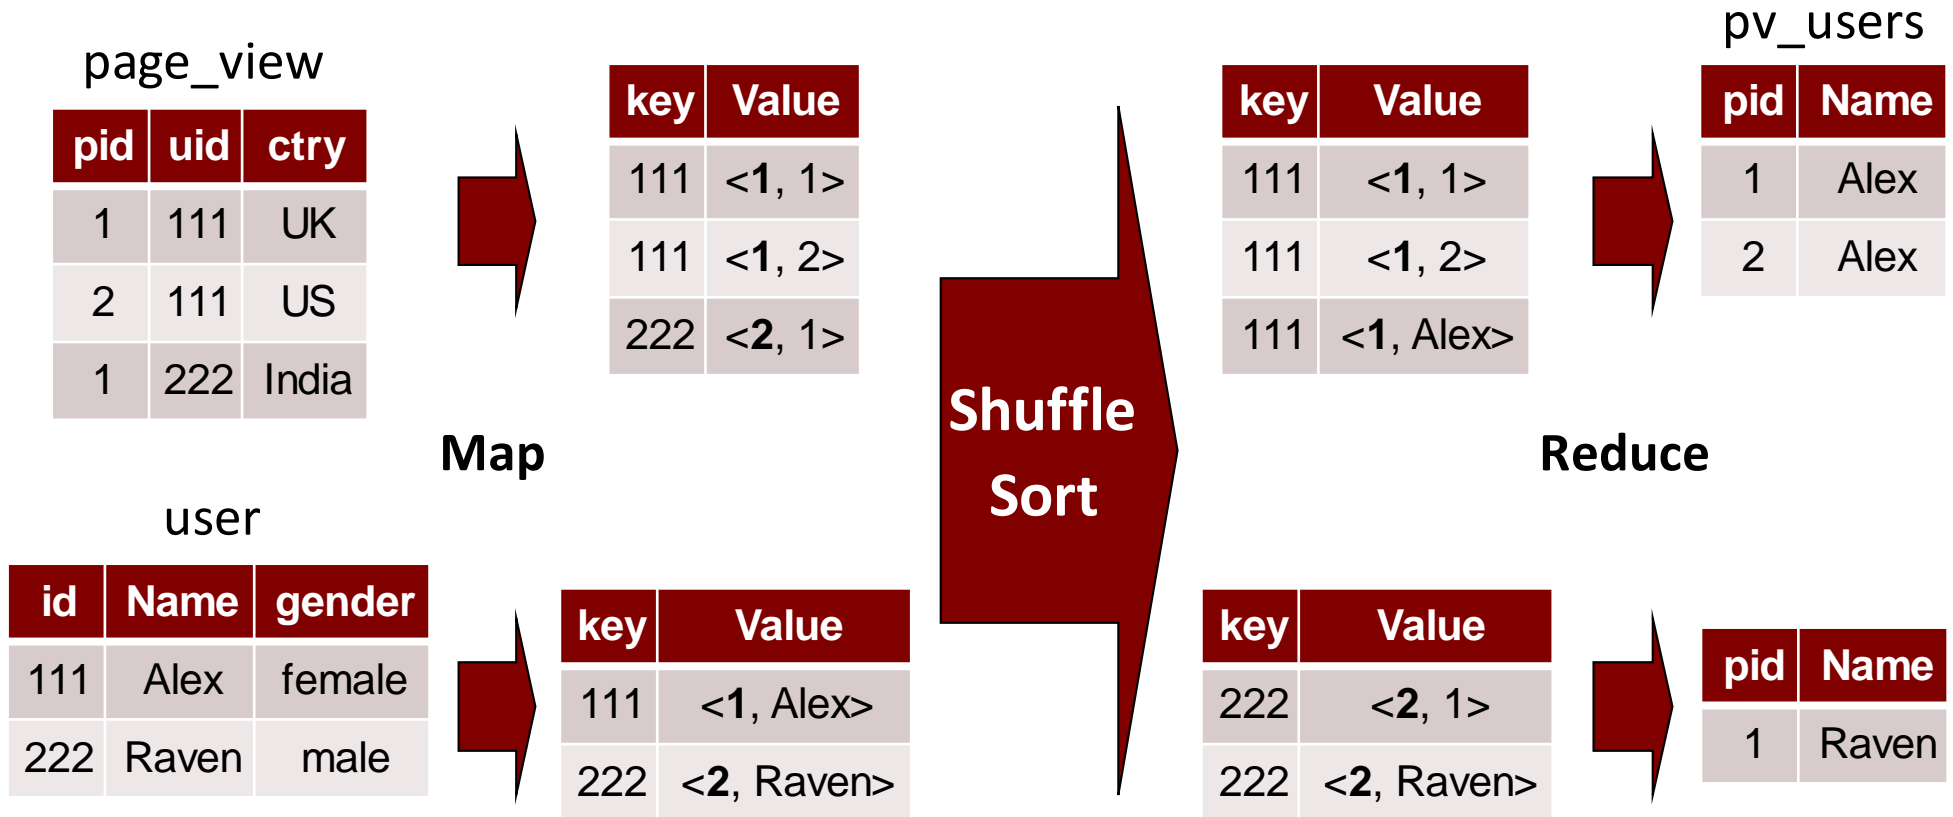 page_view
pid uid ctry
1 111 UK
2 111 US
1 222 India
key Value
111 <1, 1>
111 <1, 2>
222 <2, 1>
Map
user
id Name gender
111 Alex female
222 Raven male
key Value
111 <1, Alex>
222 <2, Raven>
Shuffle
Sort
key Value
111 <1, 1>
111 <1, 2>
111 <1, Alex>
key Value
222 <2, 1>
222 <2, Raven>
Reduce
pv_users
pid Name
1 Alex
2 Alex
pid Name
1 Raven